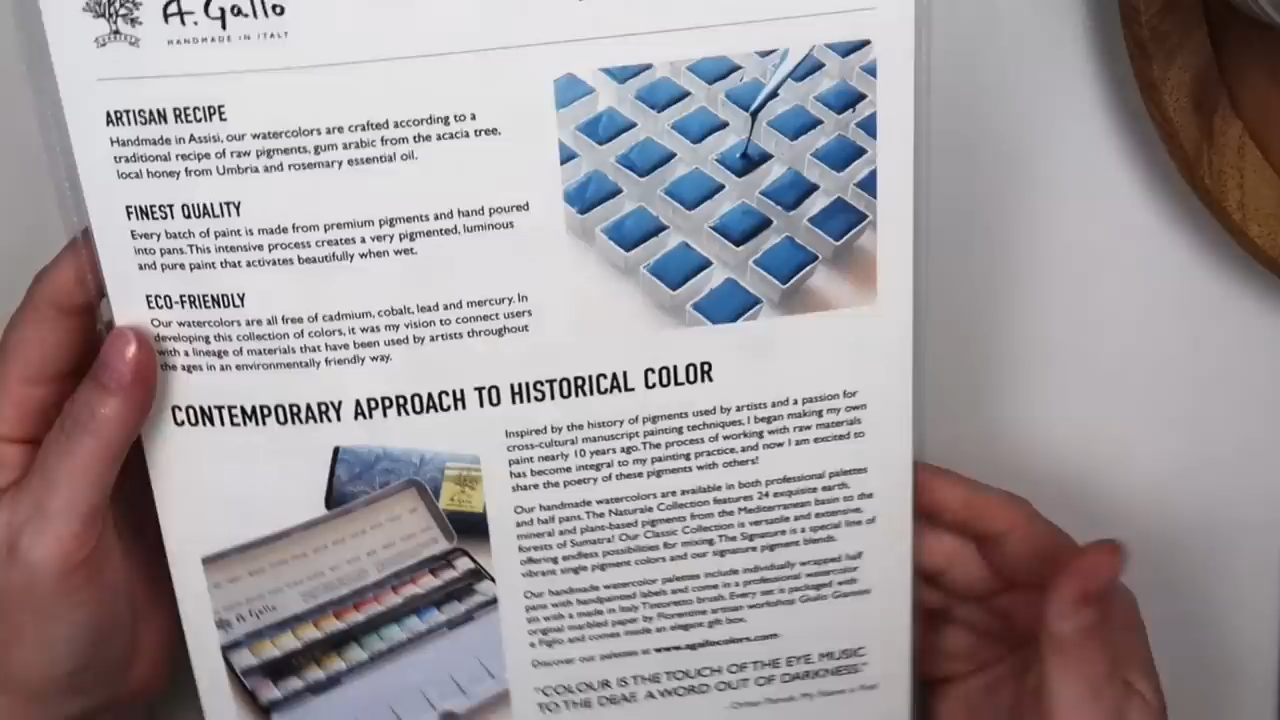 A. Gallo
HANDMADE IN ITALY
ARTISAN RECIPE
Handmade in Assisi, our watercolors are crafted according to a
traditional recipe of raw pigments, gum arabic from the acacia tree,
local honey from Umbria and rosemary essential oil.
FINEST QUALITY
Every batch of paint is made from premium pigments and hand poured
into pans. This intensive process creates a very pigmented, luminous
and pure paint that activates beautifully when wet.
ECO-FRIENDLY
Our watercolors are all free of cadmium, cobalt, lead and mercury. In
developing this collection of colors, it was my vision to connect users
with a lineage of materials that have been used by artists throughout
the ages in an environmentally friendly way.
CONTEMPORARY APPROACH TO HISTORICAL COLOR
Inspired by the history of pigments used by artists and a passion for
cross-cultural manuscript painting techniques, I began making my own
paint nearly 10 years ago. The process of working with raw materials
has become integral to my painting practice, and now I am excited to
share the poetry of these pigments with others!
Our handmade watercolors are available in both professional palettes
and half pans. The Naturale Collection features 24 exquisite earth,
mineral and plant-based pigments from the Mediterranean basin to the
forests of Sumatra! Our Classic Collection is versatile and extensive,
offering endless possibilities for mixing. The Signature is a special line of
vibrant single pigment colors and our signature pigment blends.
Our handmade watercolor palettes include individually wrapped half
pans with handpainted labels and come in a professional watercolor
tin with a made in Italy Tintoretto brush. Every set is packaged with
original marbled paper by Florentine artisan workshop Giulio Giannini
e Figlio and comes inside an elegant gift box.
Discover our palettes at www.agallocolors.com
"COLOUR IS THE TOUCH OF THE EYE, MUSIC
TO THE DEAF, A WORD OUT OF DARKNESS."
A. Gallo